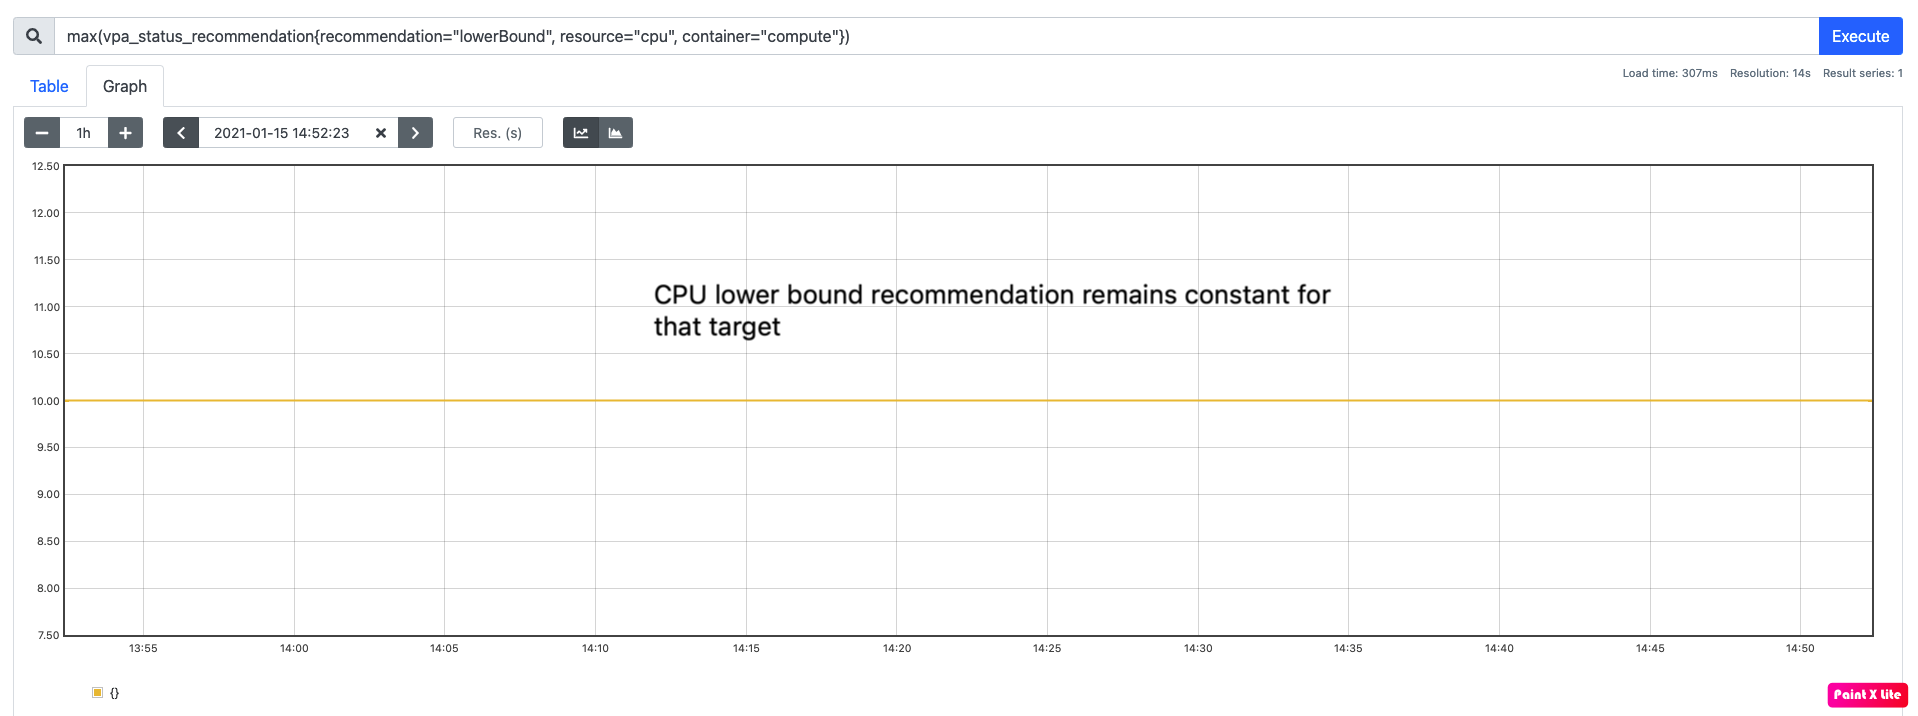 max(vpa_status_recommendation{recommendation="lowerBound", resource="cpu", container="compute"})
Execute
Load time: 307ms Resolution: 14s Result series: 1
Table Graph
1h 2021-01-15 14:52:23 Res. (s)
12.50
12.00
11.50
CPU lower bound recommendation remains constant for
11.00
that target
10.50
10.00
9.50
9.00
8.50
8.00
7.50
13:55 14:00 14:05 14:10 14:15 14:20 14:25 14:30 14:35 14:40 14:45 14:50
{}
Paint X Lite